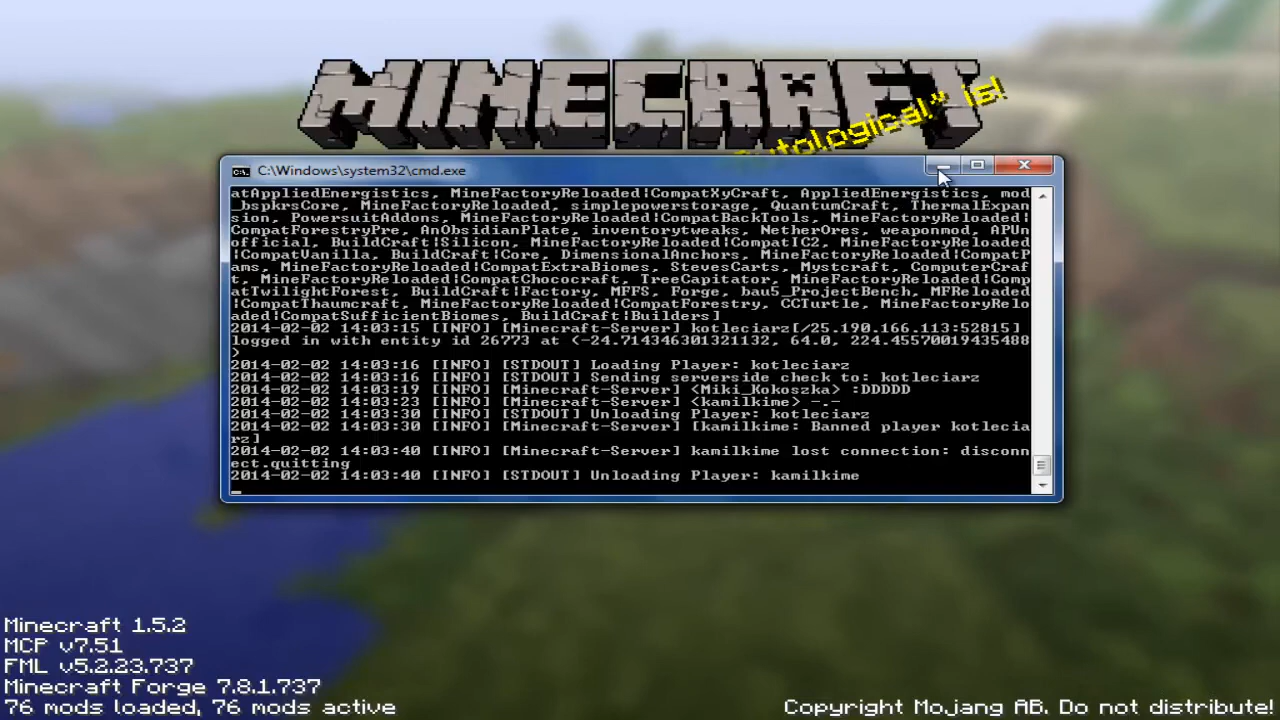 MINECRAFT
is!
C:\Windows\system32\cmd.exe
atAppliedEnergistics, MineFactoryReloaded|CompatXyCraft, AppliedEnergistics, mod
_bspkrsCore, MineFactoryReloaded, simplepowerstorage, QuantumCraft, ThermalExpan
sion, PowersuitAddons, MineFactoryReloaded|CompatBackTools, MineFactoryReloaded|
CompatForestryPre, AnObsidianPlate, inventorytweaks, NetherOres, weaponmod, APUn
official, BuildCraft|Silicon, MineFactoryReloaded|CompatIC2, MineFactoryReloaded
|CompatVanilla, BuildCraft|Core, DimensionalAnchors, MineFactoryReloaded|CompatP
ams, MineFactoryReloaded|CompatExtraBiomes, StevesCarts, Mystcraft, ComputerCraf
t, MineFactoryReloaded|CompatChococraft, TreeCapitator, MineFactoryReloaded|Comp
atTwilightForest, BuildCraft|Factory, MFFS, Forge, bau5_ProjectBench, MFReloaded
|CompatThaumcraft, MineFactoryReloaded|CompatForestry, CCTurtle, MineFactoryRelo
aded|CompatSufficientBiomes, BuildCraft|Builders]
2014-02-02 14:03:15 [INFO] [Minecraft-Server] kotleciarz[/25.190.166.113:52815]
logged in with entity id 26773 at (-24.714346301321132, 64.0, 224.45570019435488
)
2014-02-02 14:03:16 [INFO] [STDOUT] Loading Player: kotleciarz
2014-02-02 14:03:16 [INFO] [STDOUT] Sending serverside check to: kotleciarz
2014-02-02 14:03:19 [INFO] [Minecraft-Server] <Miki_Kokoszka> :DDDDD
2014-02-02 14:03:23 [INFO] [Minecraft-Server] <kamilkime> -.-
2014-02-02 14:03:30 [INFO] [STDOUT] Unloading Player: kotleciarz
2014-02-02 14:03:30 [INFO] [Minecraft-Server] [kamilkime: Banned player kotlecia
rz]
2014-02-02 14:03:40 [INFO] [Minecraft-Server] kamilkime lost connection: disconn
ect.quitting
2014-02-02 14:03:40 [INFO] [STDOUT] Unloading Player: kamilkime
Minecraft 1.5.2
MCP v7.51
FML v5.2.23.737
Minecraft Forge 7.8.1.737
76 mods loaded, 76 mods active
Copyright Mojang AB. Do not distribute!